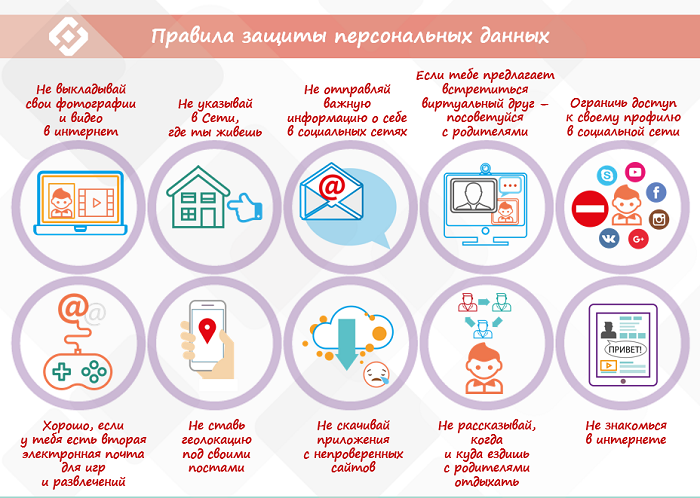 Правила защиты персональных данных
Не выкладывай
свои фотографии
и видео
в интернет
Не указывай
в Сети,
где ты живешь
Не отправляй
важную
информацию о себе
в социальных сетях
Если тебе предлагает
встретиться
виртуальный друг –
посоветуйся
с родителями
Ограничь доступ
к своему профилю
в социальной сети
@
@
ПРИВЕТ!
Хорошо, если
у тебя есть вторая
электронная почта
для игр
и развлечений
Не ставь
геолокацию
под своими
постами
Не скачивай
приложения
с непроверенных
сайтов
Не рассказывай,
когда
и куда ездишь
с родителями
отдыхать
Не знакомься
в интернете